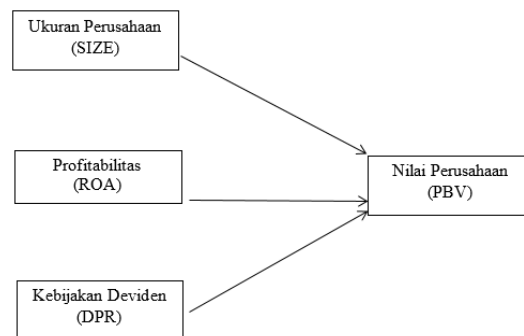 Ukuran Perusahaan
(SIZE)
Profitabilitas
(ROA)
Nilai Perusahaan
(PBV)
Kebijakan Deviden
(DPR)